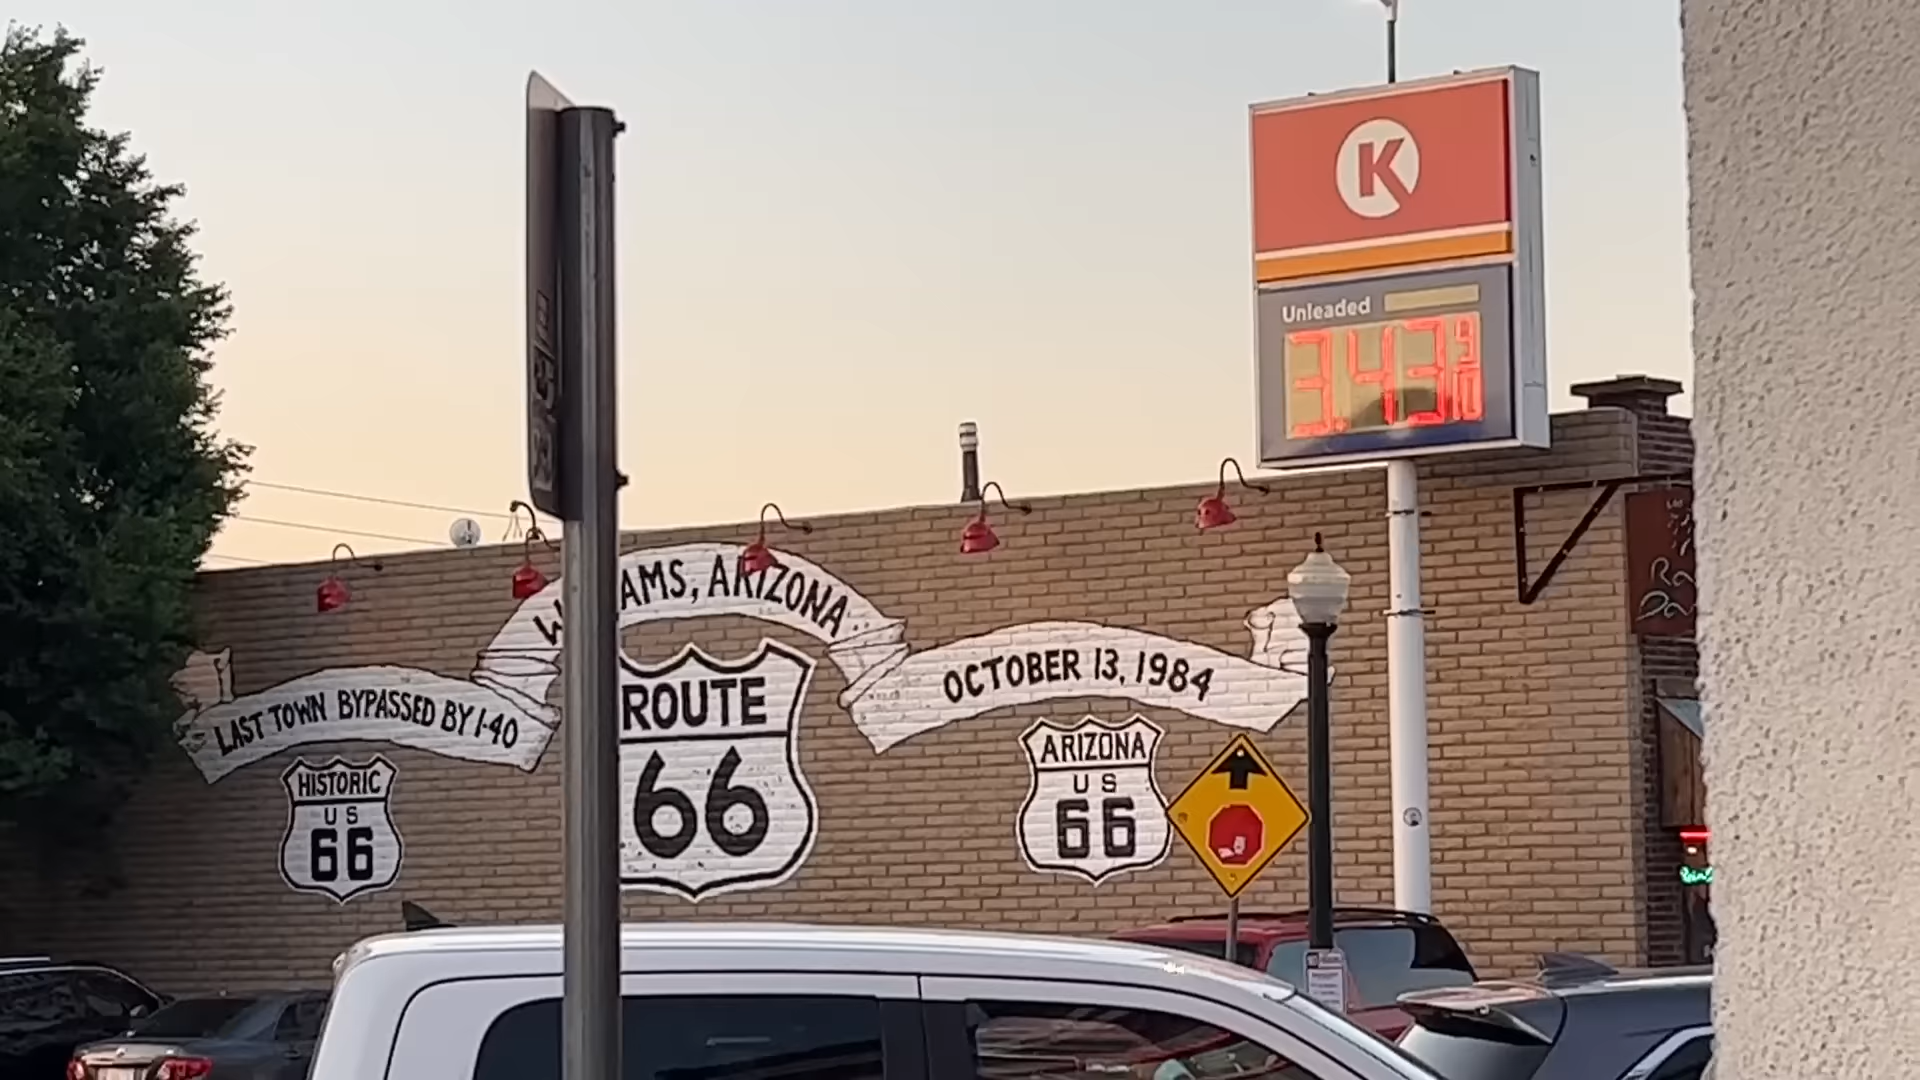 K
Unleaded
3.43 9/10
AMS, ARIZONA
LAST TOWN BYPASSED BY I-40
OCTOBER 13, 1984
HISTORIC
US
66
ROUTE
66
ARIZONA
US
66